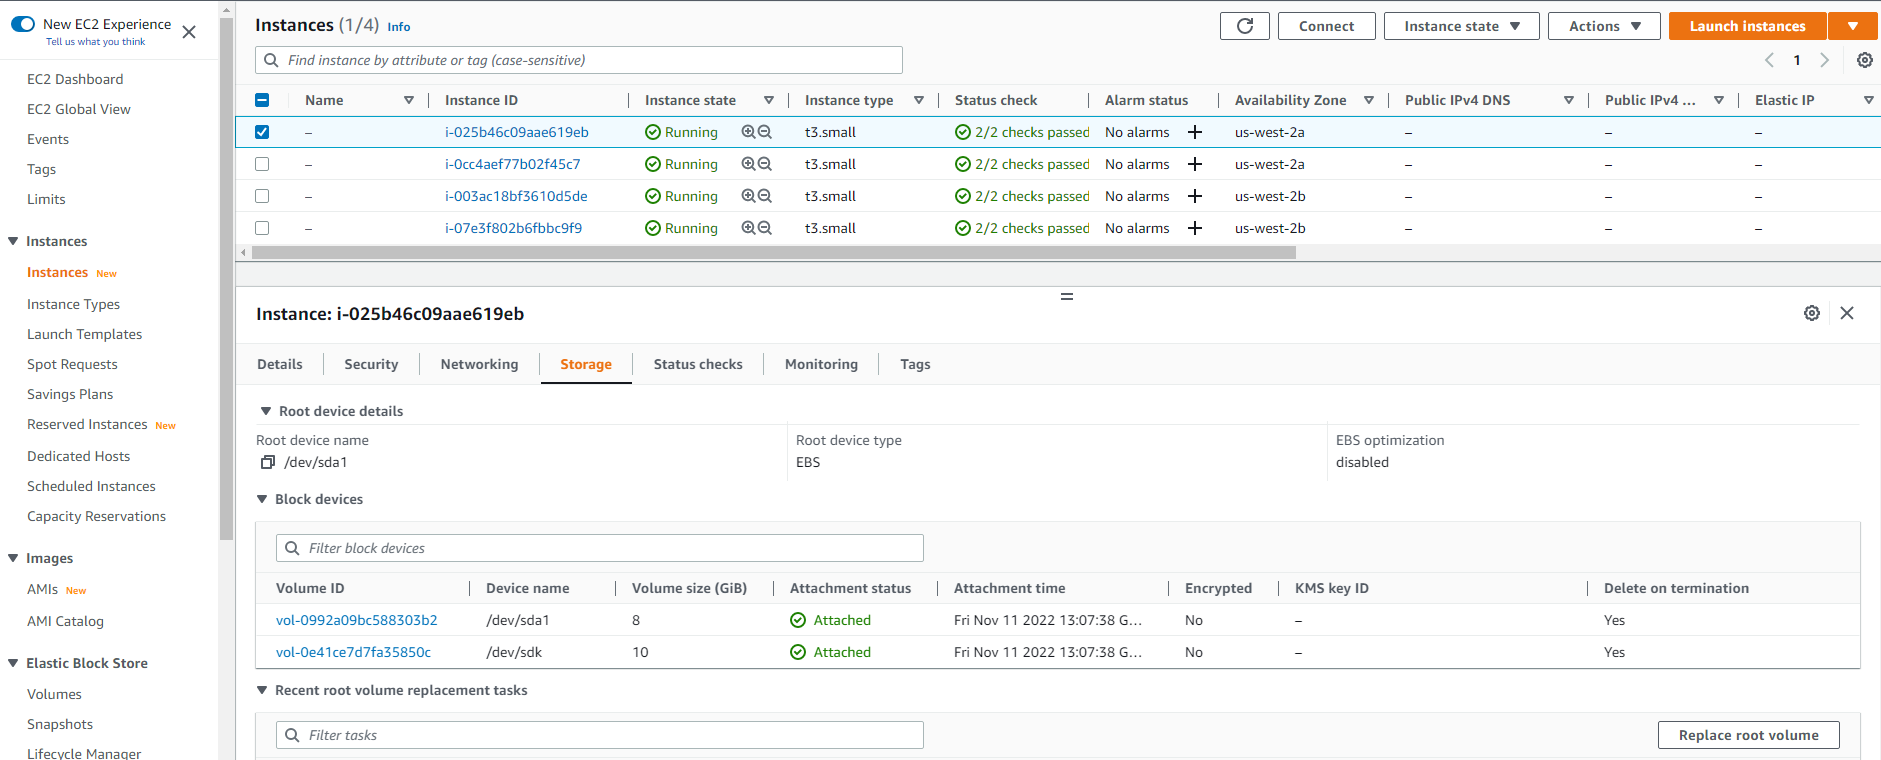 New EC2 Experience
Tell us what you think
EC2 Dashboard
EC2 Global View
Events
Tags
Limits
Instances
Instances New
Instance Types
Launch Templates
Spot Requests
Savings Plans
Reserved Instances New
Dedicated Hosts
Scheduled Instances
Capacity Reservations
Images
AMIs New
AMI Catalog
Elastic Block Store
Volumes
Snapshots
Lifecycle Manager
Instances (1/4) Info
Connect Instance state Actions Launch instances
Find instance by attribute or tag (case-sensitive)
1
Name Instance ID Instance state Instance type Status check Alarm status Availability Zone Public IPv4 DNS Public IPv4 ... Elastic IP
– i-025b46c09aae619eb Running t3.small 2/2 checks passed No alarms + us-west-2a – – –
– i-0cc4aef77b02f45c7 Running t3.small 2/2 checks passed No alarms + us-west-2a – – –
– i-003ac18bf3610d5de Running t3.small 2/2 checks passed No alarms + us-west-2b – – –
– i-07e3f802b6fbbc9f9 Running t3.small 2/2 checks passed No alarms + us-west-2b – – –
Instance: i-025b46c09aae619eb
Details Security Networking Storage Status checks Monitoring Tags
Root device details
Root device name Root device type EBS optimization
/dev/sda1 EBS disabled
Block devices
Filter block devices
Volume ID Device name Volume size (GiB) Attachment status Attachment time Encrypted KMS key ID Delete on termination
vol-0992a09bc588303b2 /dev/sda1 8 Attached Fri Nov 11 2022 13:07:38 G... No – Yes
vol-0e41ce7d7fa35850c /dev/sdk 10 Attached Fri Nov 11 2022 13:07:38 G... No – Yes
Recent root volume replacement tasks
Filter tasks Replace root volume